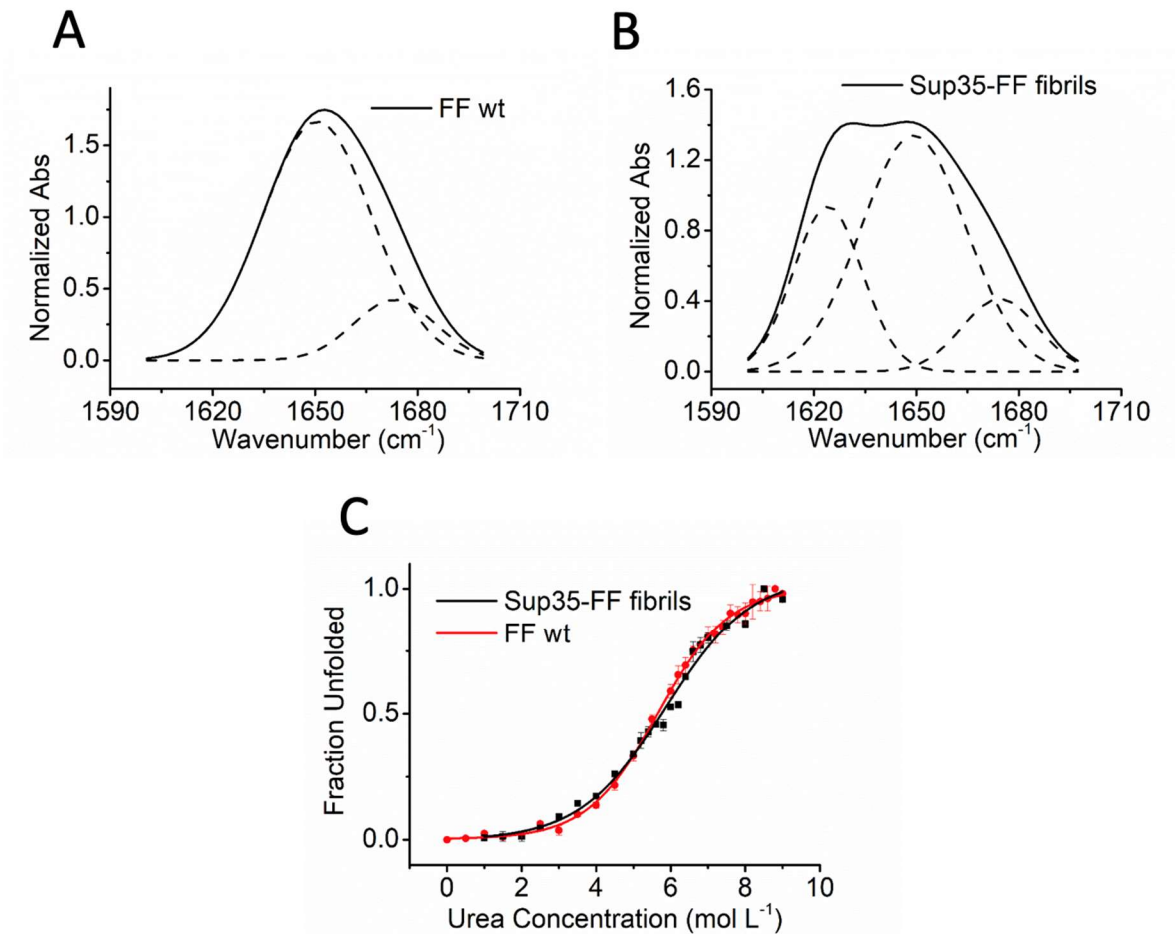 A
FF wt
Normalized Abs
1.5
1.0
0.5
0.0
1590 1620 1650 1680 1710
Wavenumber (cm⁻¹)
B
Sup35-FF fibrils
Normalized Abs
1.6
1.2
0.8
0.4
0.0
1590 1620 1650 1680 1710
Wavenumber (cm⁻¹)
C
Sup35-FF fibrils
FF wt
Fraction Unfolded
1.0
0.5
0.0
0 2 4 6 8 10
Urea Concentration (mol L⁻¹)